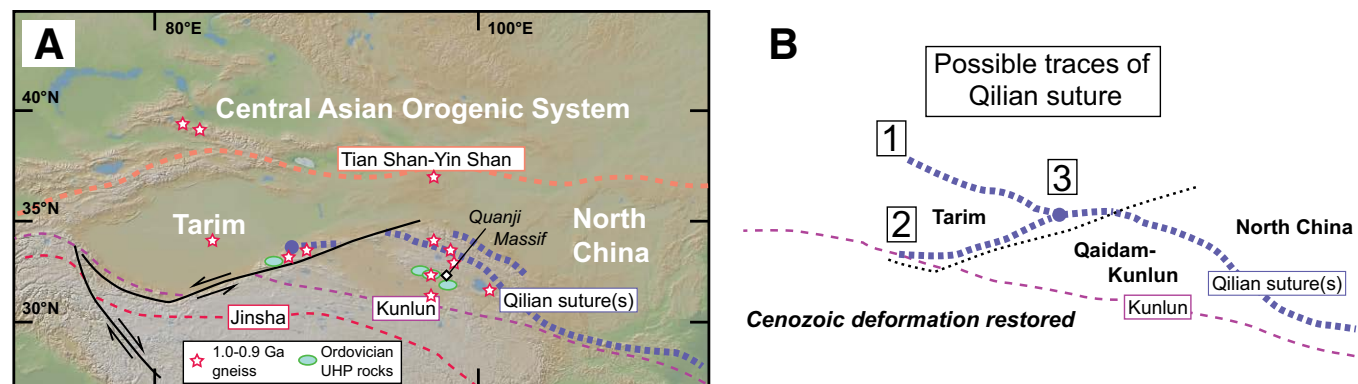 A
80°E
100°E
40°N
Central Asian Orogenic System
Tian Shan-Yin Shan
35°N
Tarim
Quanji
Massif
North
China
Qilian suture(s)
Kunlun
30°N
Jinsha
1.0-0.9 Ga
gneiss
Ordovician
UHP rocks
B
Possible traces of
Qilian suture
1
3
2
Tarim
North China
Qaidam-
Kunlun
Qilian suture(s)
Kunlun
Cenozoic deformation restored